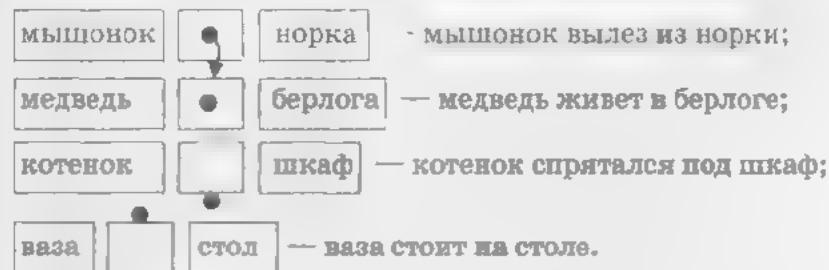 мышонок норка - мышонок вылез из норки;
медведь берлога — медведь живет в берлоге;
котенок шкаф — котенок спрятался под шкаф;
ваза стол — ваза стоит на столе.